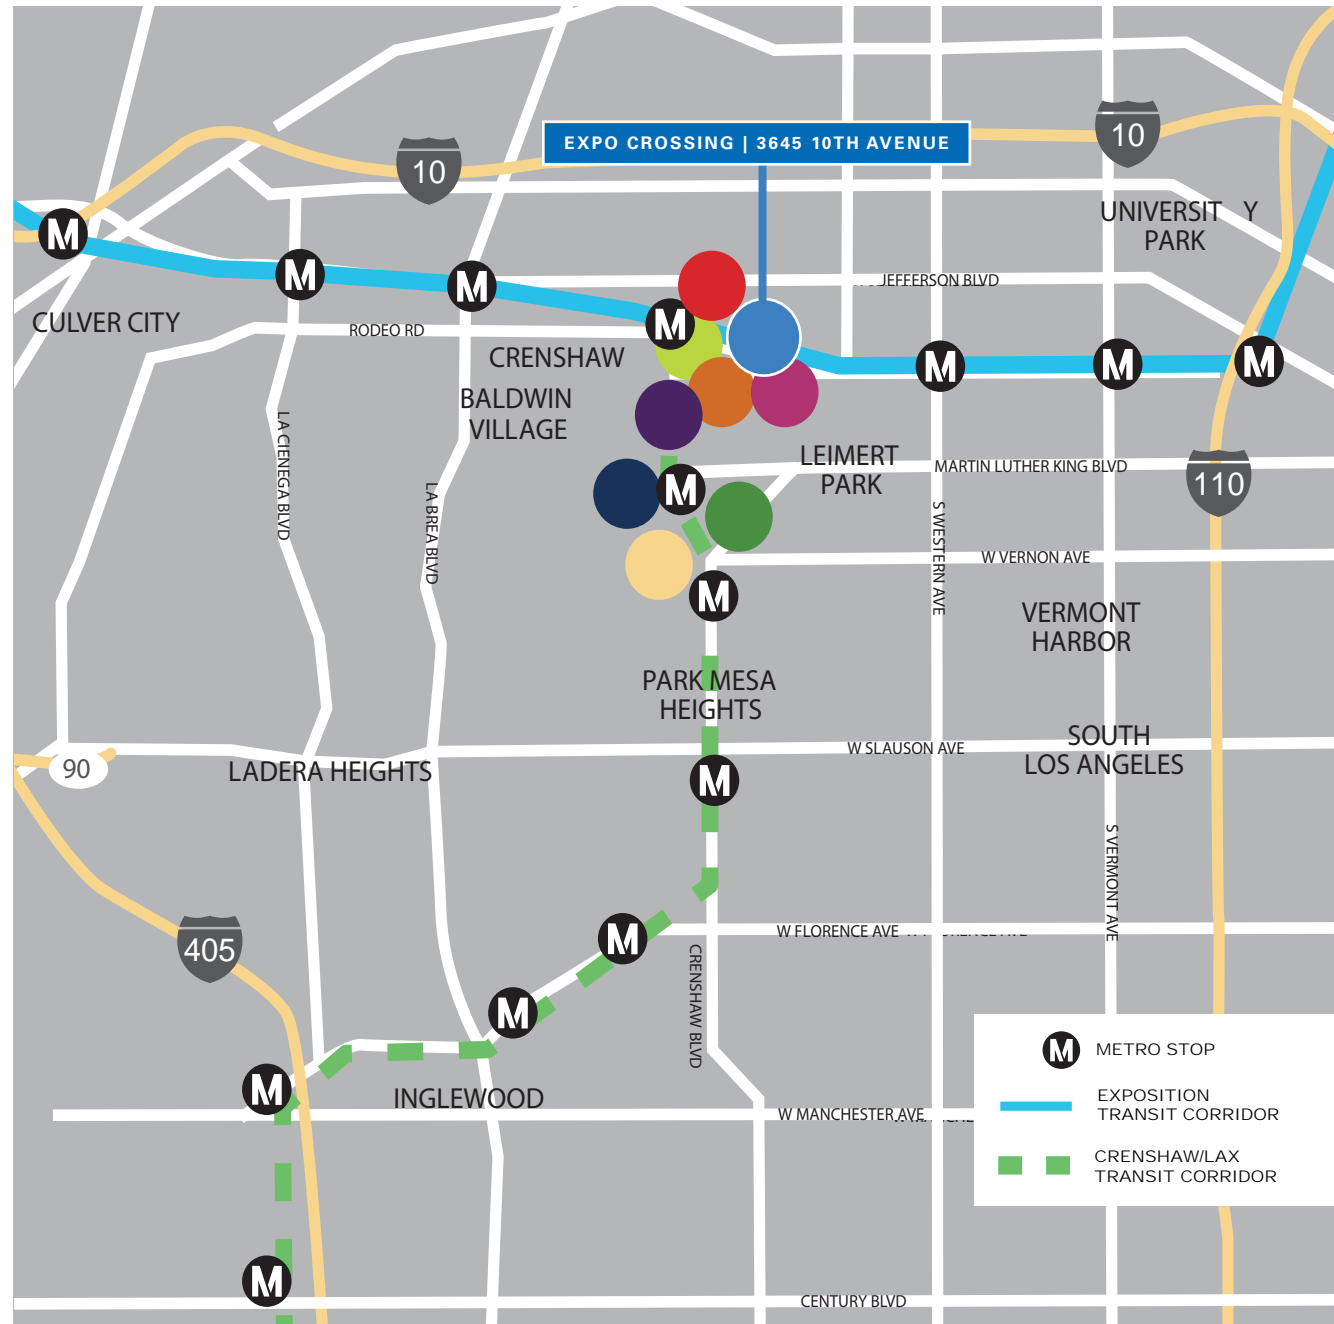 EXPO CROSSING | 3645 10TH AVENUE
10
10
UNIVERSIT Y
PARK
M
M
M
JEFFERSON BLVD
CULVER CITY
RODEO RD
M
CRENSHAW
M
M
M
BALDWIN
VILLAGE
LA CIENEGA BLVD
LEIMERT
PARK
MARTIN LUTHER KING BLVD
110
LA BREA BLVD
M
S WESTERN AVE
W VERNON AVE
M
VERMONT
HARBOR
PARK MESA
HEIGHTS
W SLAUSON AVE
SOUTH
LOS ANGELES
90
LADERA HEIGHTS
M
S VERMONT AVE
405
M
W FLORENCE AVE
CRENSHAW BLVD
M
M
METRO STOP
M
INGLEWOOD
EXPOSITION
TRANSIT CORRIDOR
W MANCHESTER AVE
CRENSHAW/LAX
TRANSIT CORRIDOR
M
CENTURY BLVD